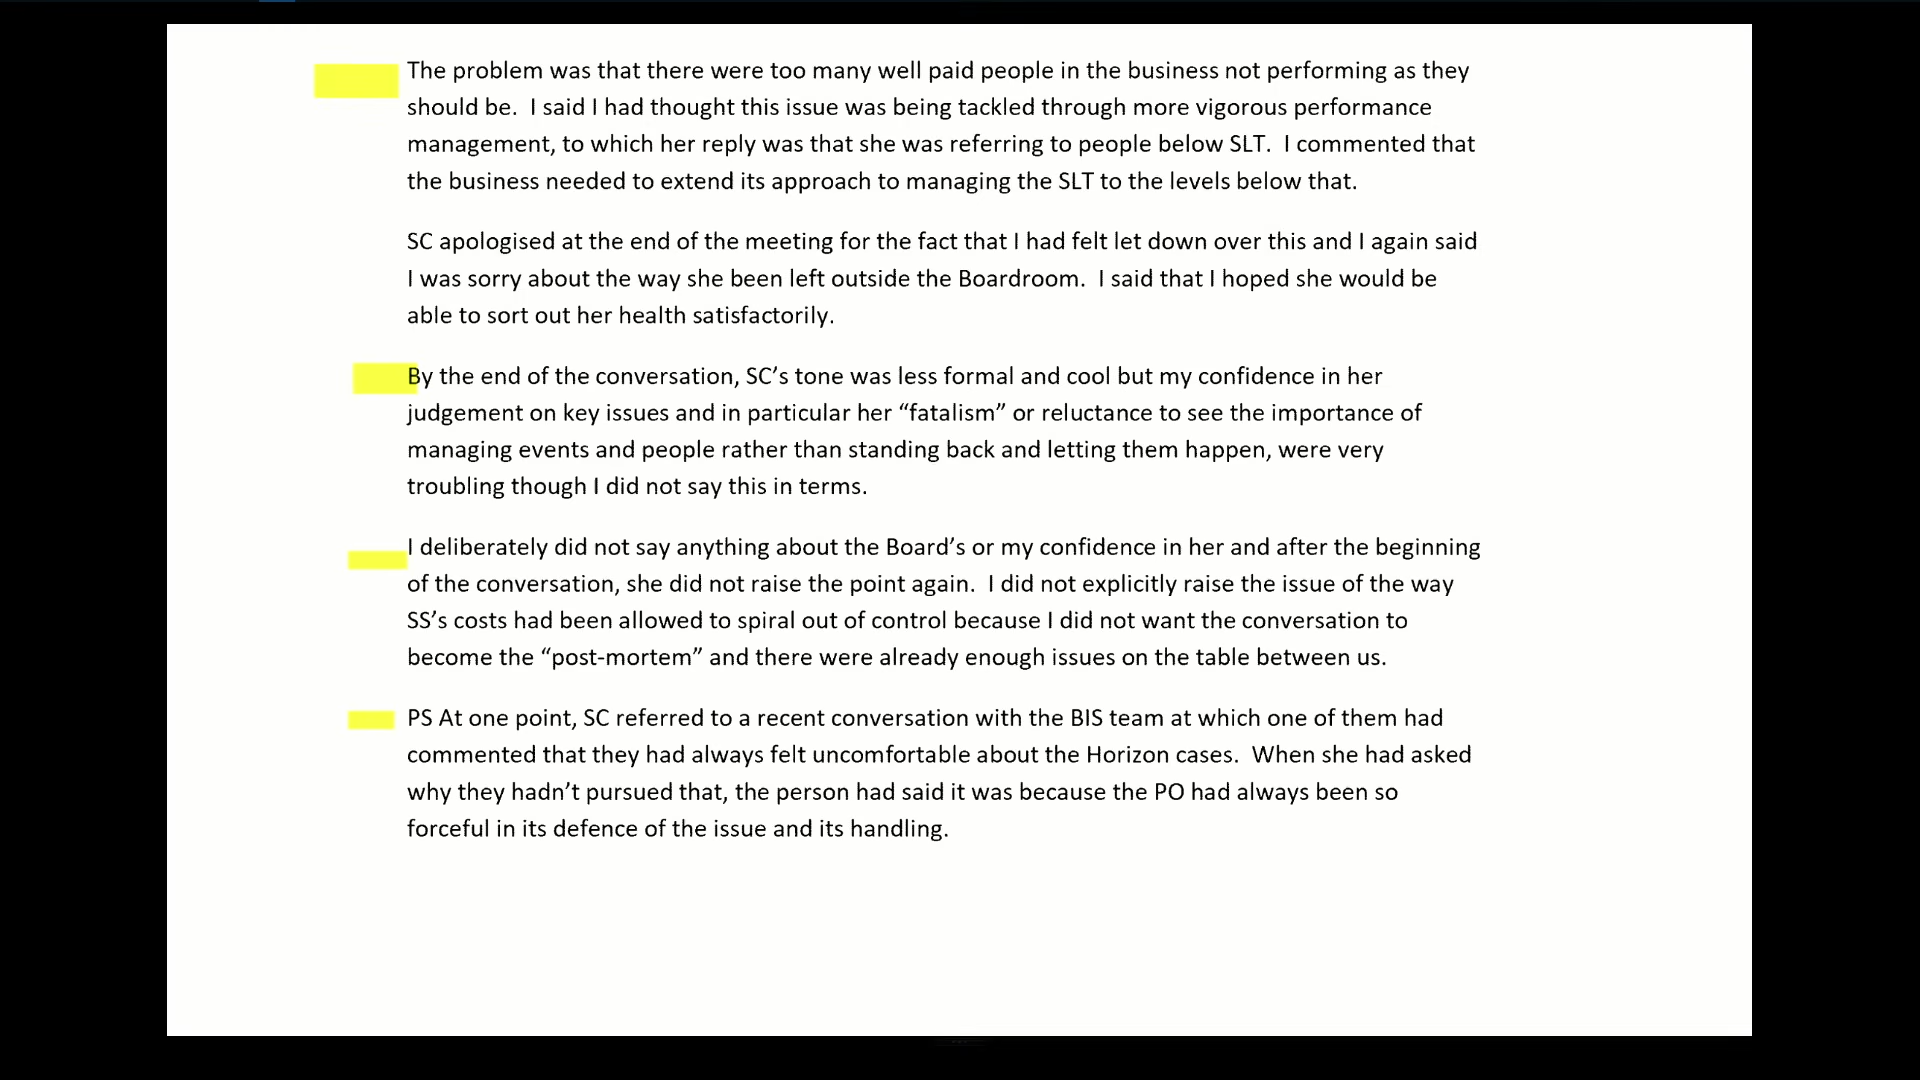 The problem was that there were too many well paid people in the business not performing as they
should be.  I said I had thought this issue was being tackled through more vigorous performance
management, to which her reply was that she was referring to people below SLT.  I commented that
the business needed to extend its approach to managing the SLT to the levels below that.
SC apologised at the end of the meeting for the fact that I had felt let down over this and I again said
I was sorry about the way she been left outside the Boardroom.  I said that I hoped she would be
able to sort out her health satisfactorily.
By the end of the conversation, SC’s tone was less formal and cool but my confidence in her
judgement on key issues and in particular her “fatalism” or reluctance to see the importance of
managing events and people rather than standing back and letting them happen, were very
troubling though I did not say this in terms.
I deliberately did not say anything about the Board’s or my confidence in her and after the beginning
of the conversation, she did not raise the point again.  I did not explicitly raise the issue of the way
SS’s costs had been allowed to spiral out of control because I did not want the conversation to
become the “post-mortem” and there were already enough issues on the table between us.
PS At one point, SC referred to a recent conversation with the BIS team at which one of them had
commented that they had always felt uncomfortable about the Horizon cases.  When she had asked
why they hadn’t pursued that, the person had said it was because the PO had always been so
forceful in its defence of the issue and its handling.